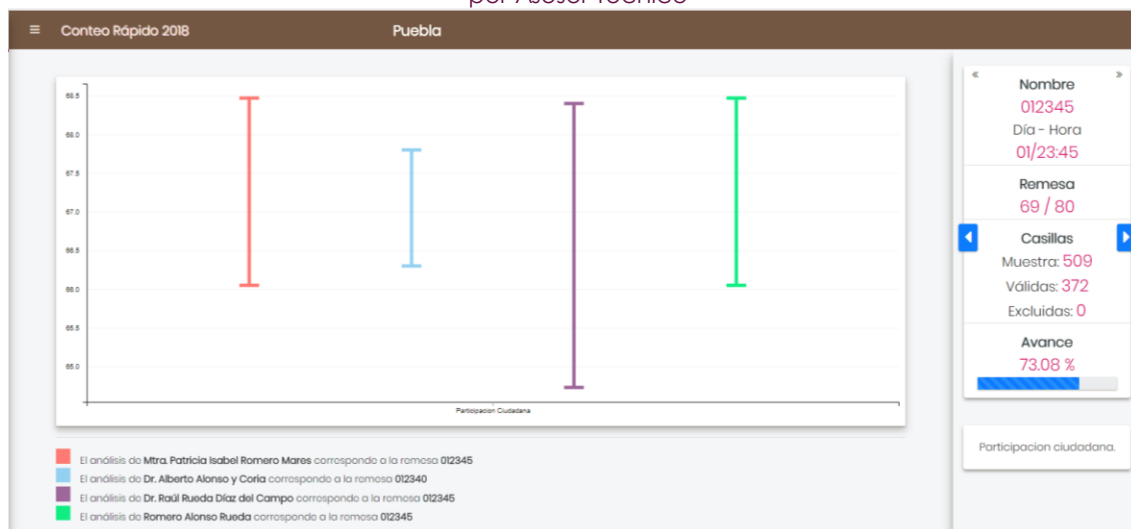 por Asesor Técnico
Conteo Rápido 2018
Puebla
68.5
68.0
67.5
67.0
66.5
66.0
65.5
65.0
Participacion Ciudadana
El análisis de Mtra. Patricia Isabel Romero Mares corresponde a la remesa 012345
El análisis de Dr. Alberto Alonso y Coria corresponde a la remesa 012340
El análisis de Dr. Raúl Rueda Díaz del Campo corresponde a la remesa 012345
El análisis de Romero Alonso Rueda corresponde a la remesa 012345
« »
Nombre
012345
Día - Hora
01/23:45
Remesa
69 / 80
Casillas
Muestra: 509
Válidas: 372
Excluidas: 0
Avance
73.08 %
Participacion ciudadana.